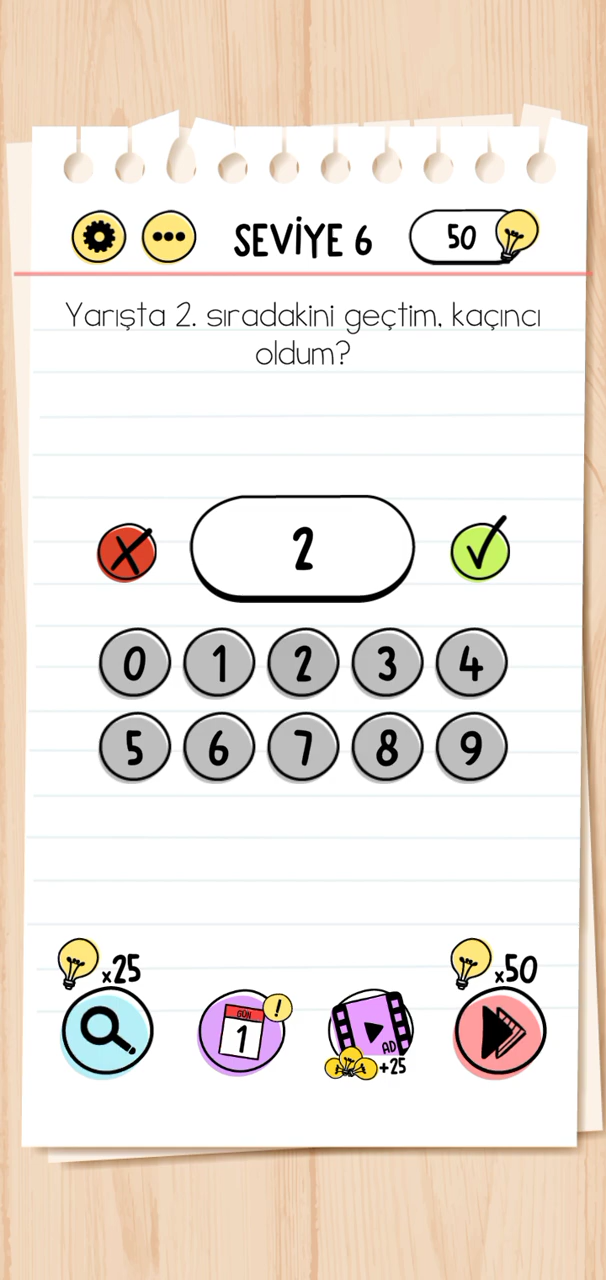 SEVİYE 6
50
Yarışta 2. sıradakini geçtim, kaçıncı
oldum?
2
0 1 2 3 4
5 6 7 8 9
x25
x50
GÜN
1
!
AD
+25